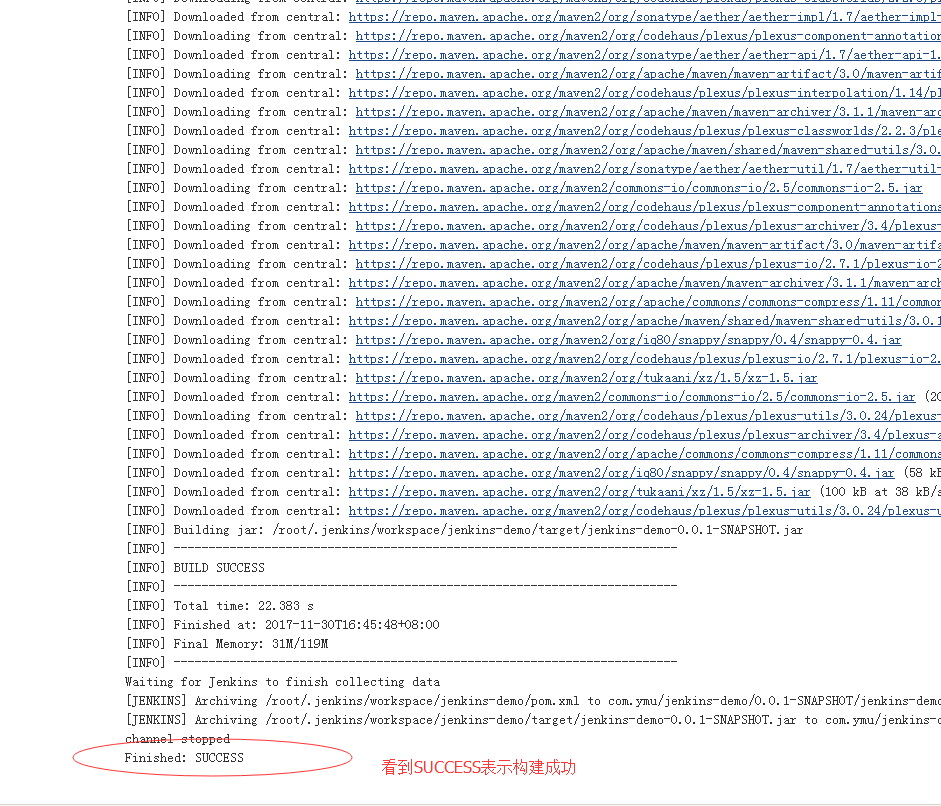 [INFO] Downloaded from central: https://repo.maven.apache.org/maven2/org/sonatype/aether/aether-impl/1.7/aether-impl-
[INFO] Downloading from central: https://repo.maven.apache.org/maven2/org/codehaus/plexus/plexus-component-annotation
[INFO] Downloaded from central: https://repo.maven.apache.org/maven2/org/sonatype/aether/aether-api/1.7/aether-api-1.
[INFO] Downloading from central: https://repo.maven.apache.org/maven2/org/apache/maven/maven-artifact/3.0/maven-artif
[INFO] Downloaded from central: https://repo.maven.apache.org/maven2/org/codehaus/plexus/plexus-interpolation/1.14/pl
[INFO] Downloading from central: https://repo.maven.apache.org/maven2/org/apache/maven/maven-archiver/3.1.1/maven-arc
[INFO] Downloaded from central: https://repo.maven.apache.org/maven2/org/codehaus/plexus/plexus-classworlds/2.2.3/ple
[INFO] Downloading from central: https://repo.maven.apache.org/maven2/org/apache/maven/shared/maven-shared-utils/3.0.
[INFO] Downloaded from central: https://repo.maven.apache.org/maven2/org/sonatype/aether/aether-util/1.7/aether-util-
[INFO] Downloading from central: https://repo.maven.apache.org/maven2/commons-io/commons-io/2.5/commons-io-2.5.jar
[INFO] Downloaded from central: https://repo.maven.apache.org/maven2/org/codehaus/plexus/plexus-component-annotations
[INFO] Downloading from central: https://repo.maven.apache.org/maven2/org/codehaus/plexus/plexus-archiver/3.4/plexus-
[INFO] Downloaded from central: https://repo.maven.apache.org/maven2/org/apache/maven/maven-artifact/3.0/maven-artifa
[INFO] Downloading from central: https://repo.maven.apache.org/maven2/org/codehaus/plexus/plexus-io/2.7.1/plexus-io-2
[INFO] Downloaded from central: https://repo.maven.apache.org/maven2/org/apache/maven/maven-archiver/3.1.1/maven-arch
[INFO] Downloading from central: https://repo.maven.apache.org/maven2/org/apache/commons/commons-compress/1.11/common
[INFO] Downloaded from central: https://repo.maven.apache.org/maven2/org/apache/maven/shared/maven-shared-utils/3.0.1
[INFO] Downloading from central: https://repo.maven.apache.org/maven2/org/iq80/snappy/snappy/0.4/snappy-0.4.jar
[INFO] Downloaded from central: https://repo.maven.apache.org/maven2/org/codehaus/plexus/plexus-io/2.7.1/plexus-io-2.
[INFO] Downloading from central: https://repo.maven.apache.org/maven2/org/tukaani/xz/1.5/xz-1.5.jar
[INFO] Downloaded from central: https://repo.maven.apache.org/maven2/commons-io/commons-io/2.5/commons-io-2.5.jar (20
[INFO] Downloading from central: https://repo.maven.apache.org/maven2/org/codehaus/plexus/plexus-utils/3.0.24/plexus-
[INFO] Downloaded from central: https://repo.maven.apache.org/maven2/org/codehaus/plexus/plexus-archiver/3.4/plexus-a
[INFO] Downloaded from central: https://repo.maven.apache.org/maven2/org/apache/commons/commons-compress/1.11/commons
[INFO] Downloaded from central: https://repo.maven.apache.org/maven2/org/iq80/snappy/snappy/0.4/snappy-0.4.jar (58 kB
[INFO] Downloaded from central: https://repo.maven.apache.org/maven2/org/tukaani/xz/1.5/xz-1.5.jar (100 kB at 38 kB/s
[INFO] Downloaded from central: https://repo.maven.apache.org/maven2/org/codehaus/plexus/plexus-utils/3.0.24/plexus-u
[INFO] Building jar: /root/.jenkins/workspace/jenkins-demo/target/jenkins-demo-0.0.1-SNAPSHOT.jar
[INFO] ------------------------------------------------------------------------
[INFO] BUILD SUCCESS
[INFO] ------------------------------------------------------------------------
[INFO] Total time: 22.383 s
[INFO] Finished at: 2017-11-30T16:45:48+08:00
[INFO] Final Memory: 31M/119M
[INFO] ------------------------------------------------------------------------
Waiting for Jenkins to finish collecting data
[JENKINS] Archiving /root/.jenkins/workspace/jenkins-demo/pom.xml to com.ymu/jenkins-demo/0.0.1-SNAPSHOT/jenkins-demo
[JENKINS] Archiving /root/.jenkins/workspace/jenkins-demo/target/jenkins-demo-0.0.1-SNAPSHOT.jar to com.ymu/jenkins-d
channel stopped
Finished: SUCCESS
看到SUCCESS表示构建成功